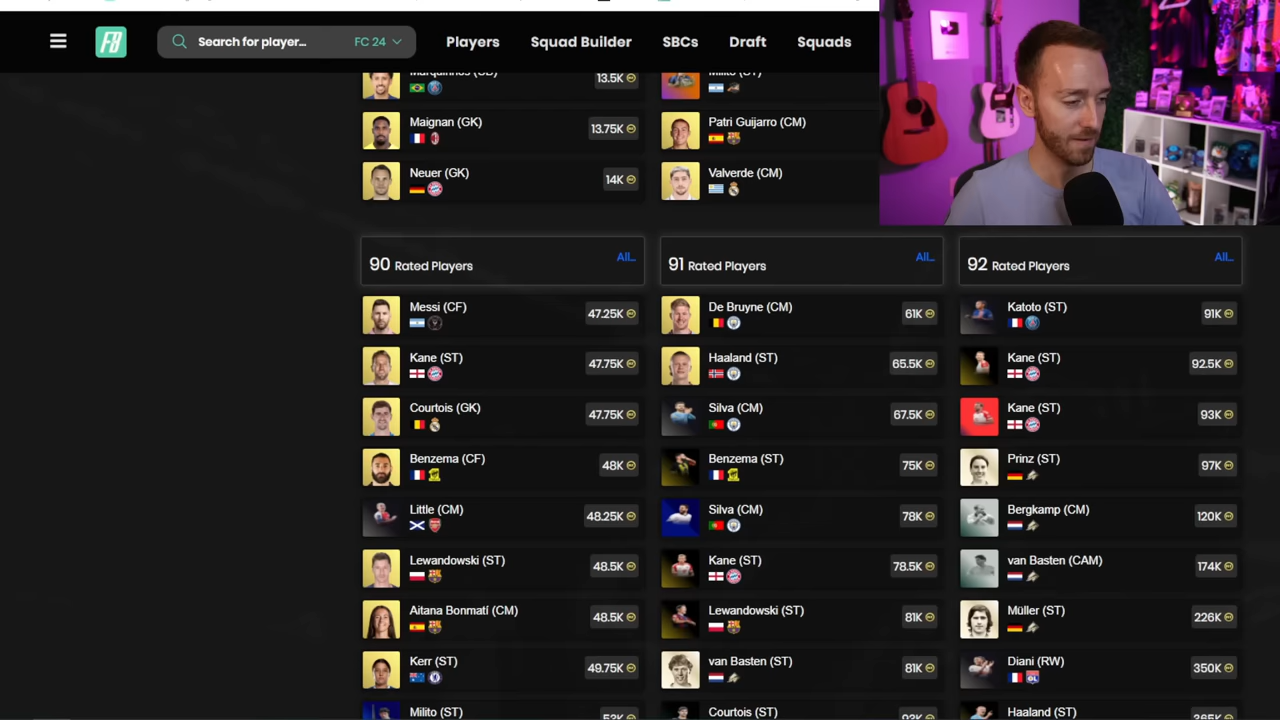 FB
Search for player...
FC 24
Players
Squad Builder
SBCs
Draft
Squads
Marquinhos (CB)
13.5K
Maignan (GK)
13.75K
Neuer (GK)
14K
Milito (ST)
Patri Guijarro (CM)
Valverde (CM)
90 Rated Players
All...
Messi (CF)
47.25K
Kane (ST)
47.75K
Courtois (GK)
47.75K
Benzema (CF)
48K
Little (CM)
48.25K
Lewandowski (ST)
48.5K
Aitana Bonmatí (CM)
48.5K
Kerr (ST)
49.75K
Milito (ST)
53K
91 Rated Players
All...
De Bruyne (CM)
61K
Haaland (ST)
65.5K
Silva (CM)
67.5K
Benzema (ST)
75K
Silva (CM)
78K
Kane (ST)
78.5K
Lewandowski (ST)
81K
van Basten (ST)
81K
Courtois (ST)
92 Rated Players
All...
Katoto (ST)
91K
Kane (ST)
92.5K
Kane (ST)
93K
Prinz (ST)
97K
Bergkamp (CM)
120K
van Basten (CAM)
174K
Müller (ST)
226K
Diani (RW)
350K
Haaland (ST)